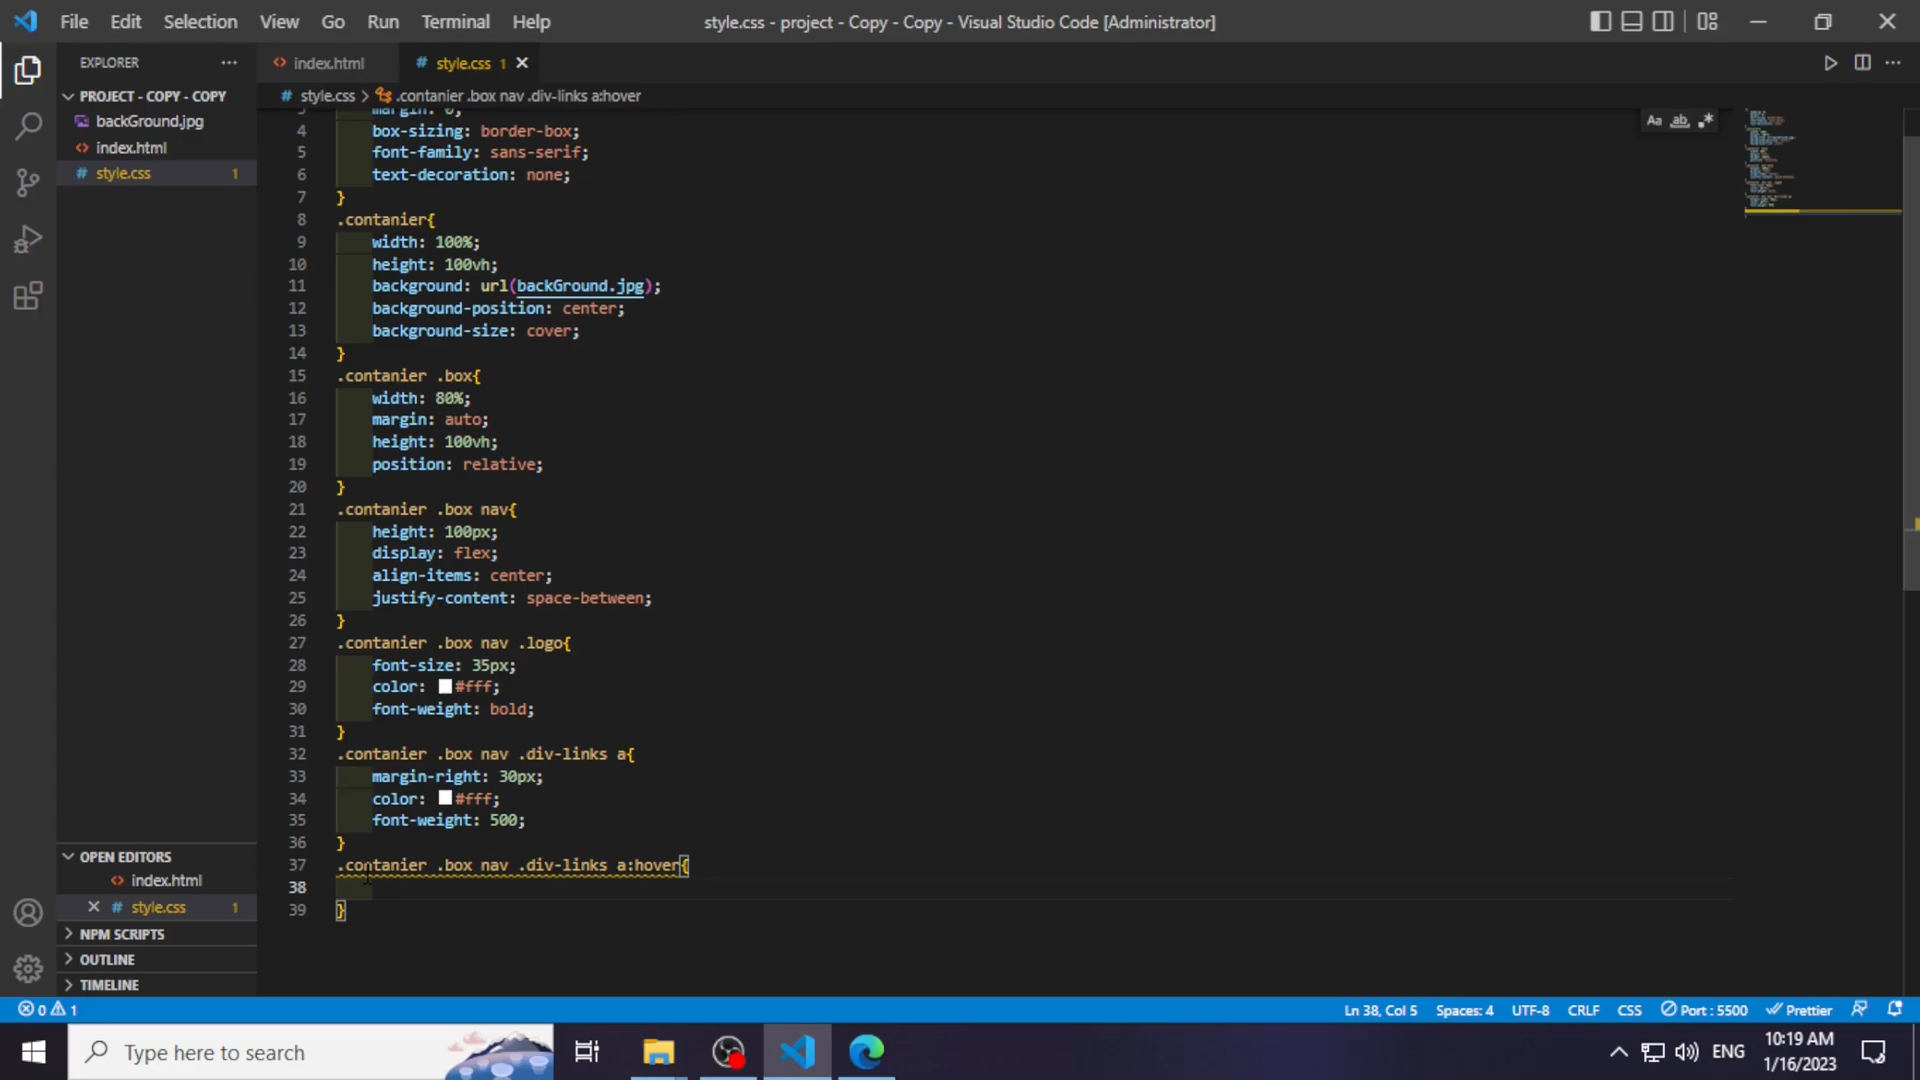 File Edit Selection View Go Run Terminal Help
style.css - project - Copy - Copy - Visual Studio Code [Administrator]
EXPLORER
PROJECT - COPY - COPY
backGround.jpg
index.html
style.css 1
index.html
style.css 1
style.css > .contanier .box nav .div-links a:hover
Aa ab .*
3 margin: 0;
4 box-sizing: border-box;
5 font-family: sans-serif;
6 text-decoration: none;
7 }
8 .contanier{
9 width: 100%;
10 height: 100vh;
11 background: url(backGround.jpg);
12 background-position: center;
13 background-size: cover;
14 }
15 .contanier .box{
16 width: 80%;
17 margin: auto;
18 height: 100vh;
19 position: relative;
20 }
21 .contanier .box nav{
22 height: 100px;
23 display: flex;
24 align-items: center;
25 justify-content: space-between;
26 }
27 .contanier .box nav .logo{
28 font-size: 35px;
29 color: #fff;
30 font-weight: bold;
31 }
32 .contanier .box nav .div-links a{
33 margin-right: 30px;
34 color: #fff;
35 font-weight: 500;
36 }
37 .contanier .box nav .div-links a:hover{
38
39 }
OPEN EDITORS
index.html
style.css 1
NPM SCRIPTS
OUTLINE
TIMELINE
0 1
Ln 38, Col 5 Spaces: 4 UTF-8 CRLF CSS Port : 5500 Prettier
Type here to search
ENG
10:19 AM
1/16/2023